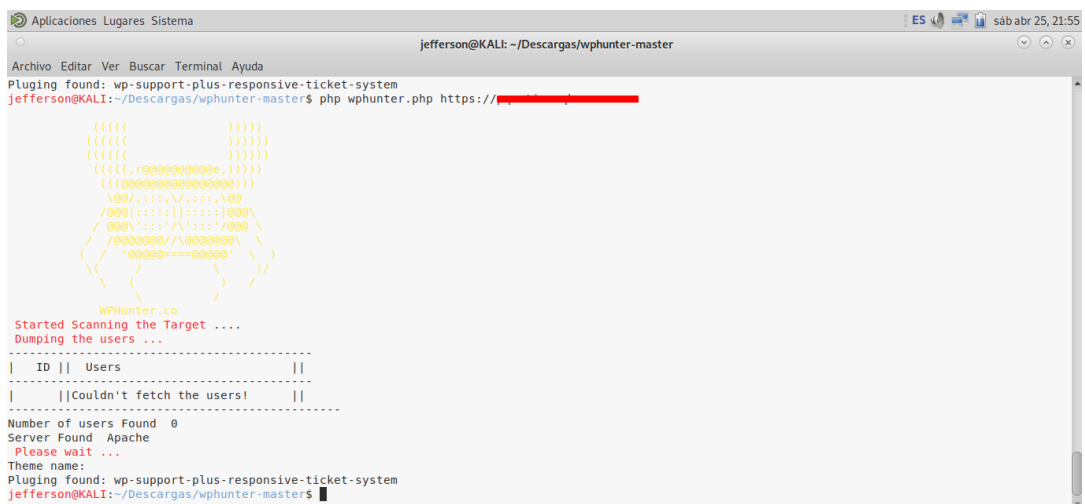 Aplicaciones Lugares Sistema ES sáb abr 25, 21:55
jefferson@KALI: ~/Descargas/wphunter-master
Archivo Editar Ver Buscar Terminal Ayuda
Pluging found: wp-support-plus-responsive-ticket-system
jefferson@KALI:~/Descargas/wphunter-master$ php wphunter.php https://
(((((                )))))
((((((                ))))))
((((((                ))))))
(((((,r@@@@@@@@@@e,)))))
(((@@@@@@@@@@@@@@@@)))
\@@/,:::,\/,:::,\@@
/@@@|:::::||:::::|@@@\
/ @@@\':::'/\':::'/@@@ \
/  /@@@@@@@//\@@@@@@@\  \
(  /  '@@@@@====@@@@@'  \  )
\(      /          \      )/
\    (            )    /
\          /
WPHunter.co
Started Scanning the Target ....
Dumping the users ...
-------------------------------------------
|   ID ||  Users                        ||
-------------------------------------------
|      ||Couldn't fetch the users!      ||
-----------------------------------------------
Number of users Found  0
Server Found  Apache
Please wait ...
Theme name:
Pluging found: wp-support-plus-responsive-ticket-system
jefferson@KALI:~/Descargas/wphunter-master$